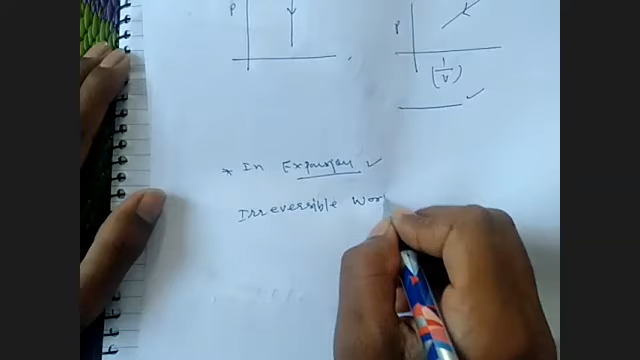 P
P
(1/V)
* In Expansion ✓
Irreversible Wor